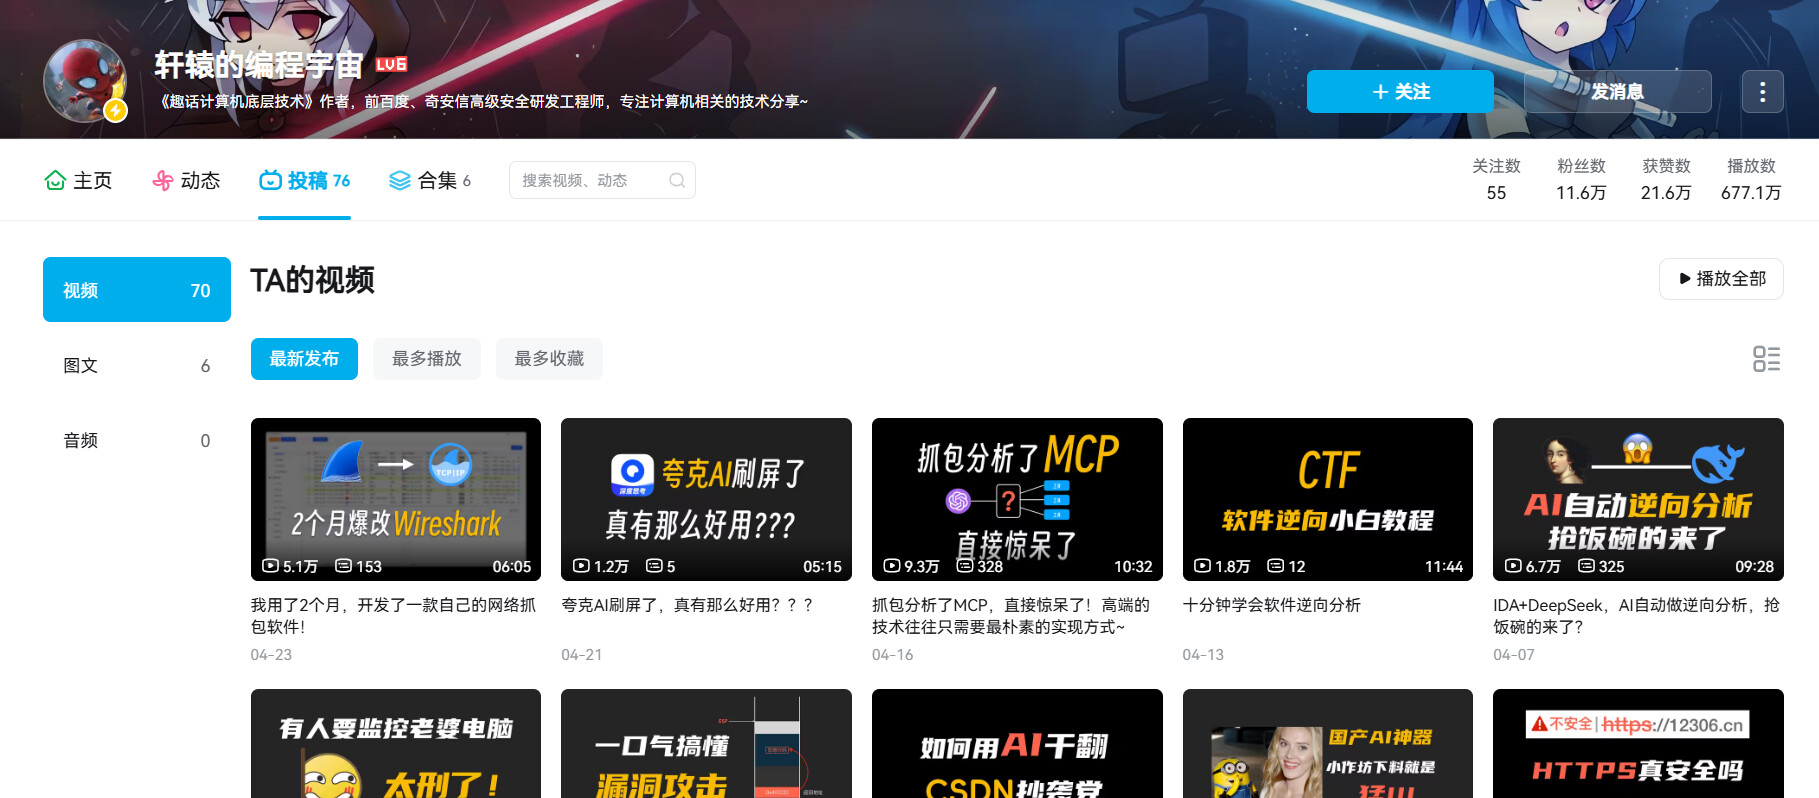 轩辕的编程宇宙 LV6
《趣话计算机底层技术》作者，前百度、奇安信高级安全研发工程师，专注计算机相关的技术分享~
+ 关注
发消息
主页
动态
投稿 76
合集 6
搜索视频、动态
关注数 粉丝数 获赞数 播放数
55 11.6万 21.6万 677.1万
视频 70
图文 6
音频 0
TA的视频
播放全部
最新发布 最多播放 最多收藏
TCP|IP
2个月爆改Wireshark
5.1万 153 06:05
我用了2个月，开发了一款自己的网络抓
包软件！
04-23
深度思考
夸克AI刷屏了
真有那么好用???
1.2万 5 05:15
夸克AI刷屏了，真有那么好用？？？
04-21
抓包分析了MCP
?
直接惊呆了
9.3万 328 10:32
抓包分析了MCP，直接惊呆了！高端的
技术往往只需要最朴素的实现方式~
04-16
CTF
软件逆向小白教程
1.8万 12 11:44
十分钟学会软件逆向分析
04-13
AI自动逆向分析
抢饭碗的来了
6.7万 325 09:28
IDA+DeepSeek，AI自动做逆向分析，抢
饭碗的来了？
04-07
有人要监控老婆电脑
太刑了！
一口气搞懂
漏洞攻击
如何用AI干翻
CSDN抄袭党
国产AI神器
小作坊下料就是
猛!!!
不安全 | https://12306.cn
HTTPS真安全吗